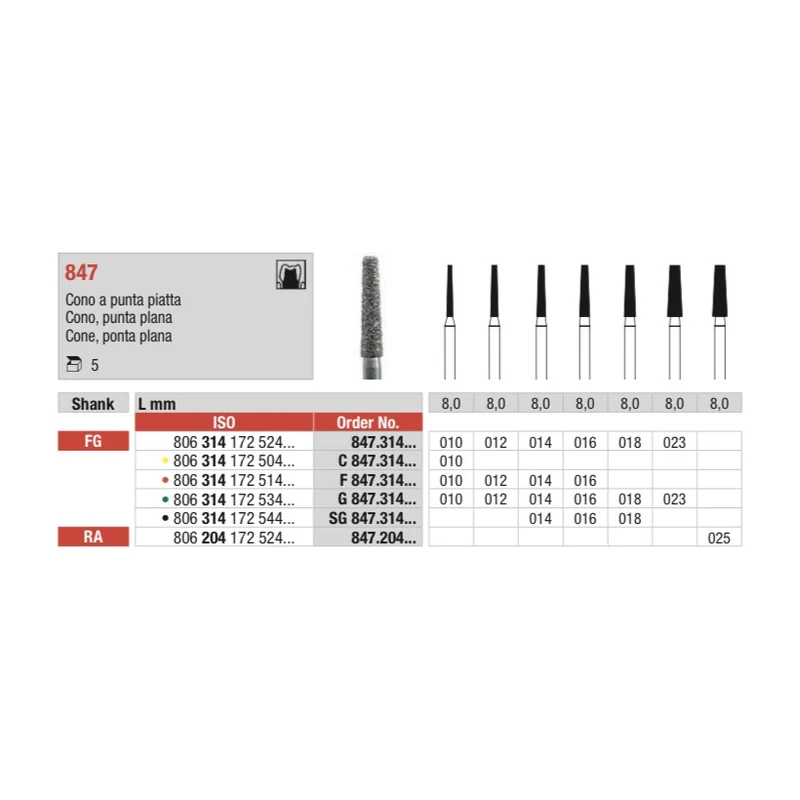 847
Cono a punta piatta
Cono, punta plana
Cone, ponta plana
5
Shank L mm 8,0 8,0 8,0 8,0 8,0 8,0 8,0
ISO Order No.
FG 806 314 172 524... 847.314... 010 012 014 016 018 023
806 314 172 504... C 847.314... 010
806 314 172 514... F 847.314... 010 012 014 016
806 314 172 534... G 847.314... 010 012 014 016 018 023
806 314 172 544... SG 847.314... 014 016 018
RA 806 204 172 524... 847.204... 025